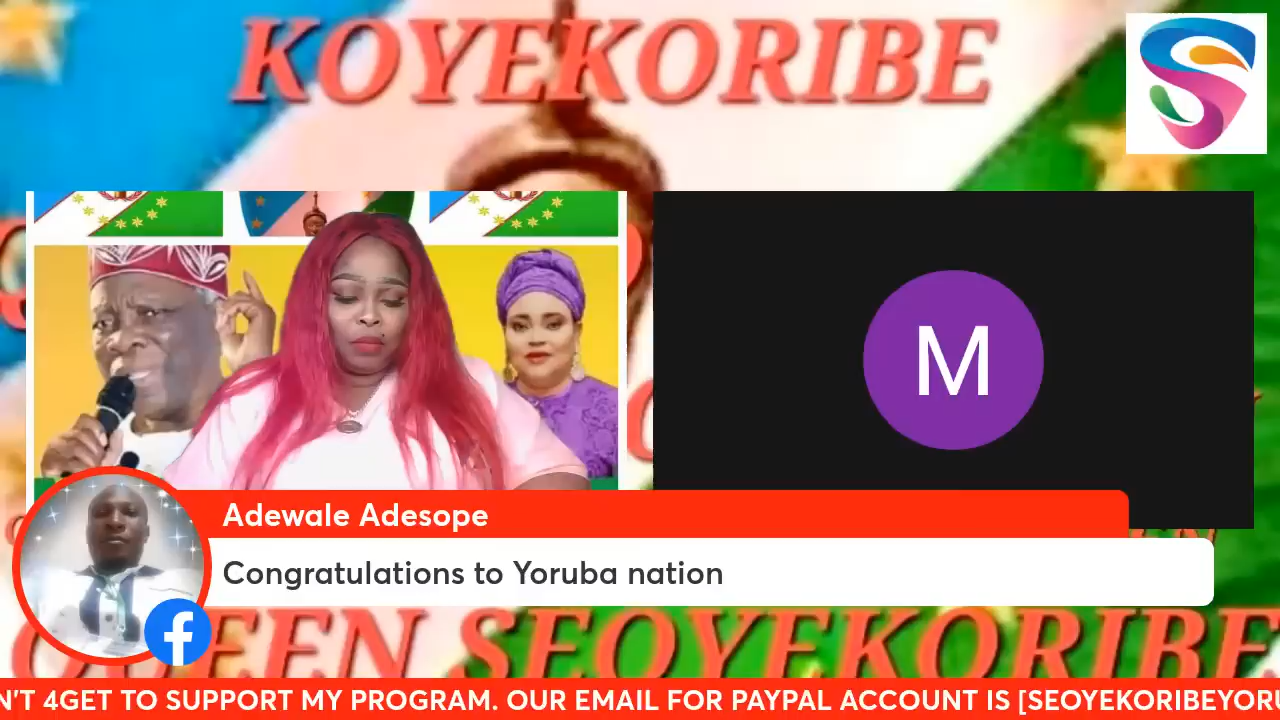 KOYEKORIBE
M
Adewale Adesope
Congratulations to Yoruba nation
QUEEN SEOYEKORIBE
N'T 4GET TO SUPPORT MY PROGRAM. OUR EMAIL FOR PAYPAL ACCOUNT IS [SEOYEKORIBEYORU